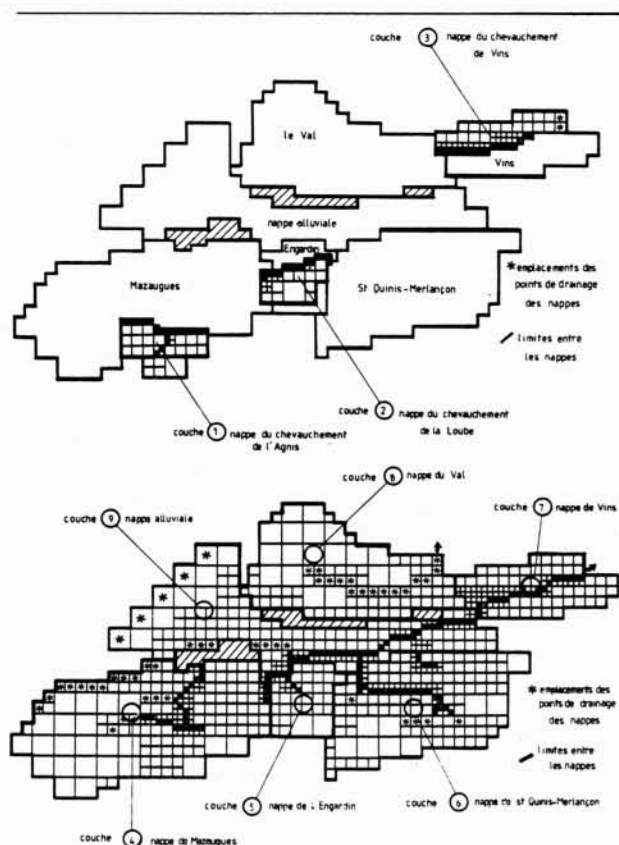 couche 3 nappe du chevauchement
de Vins
le Val
Vins
nappe alluviale
Engardin
Mazaugues
St Quinis-Merlançon
* emplacements des
points de drainage
des nappes
limites entre
les nappes
couche 2 nappe du chevauchement
de la Loube
couche 1 nappe du chevauchement
de l'Agnis
couche 8 nappe du Val
couche 9 nappe alluviale
couche 7 nappe de Vins
* emplacements des
points de drainage
des nappes
limites entre
les nappes
couche 5 nappe de l'Engardin
couche 6 nappe de St Quinis-Merlançon
couche 4 nappe de Mazaugues